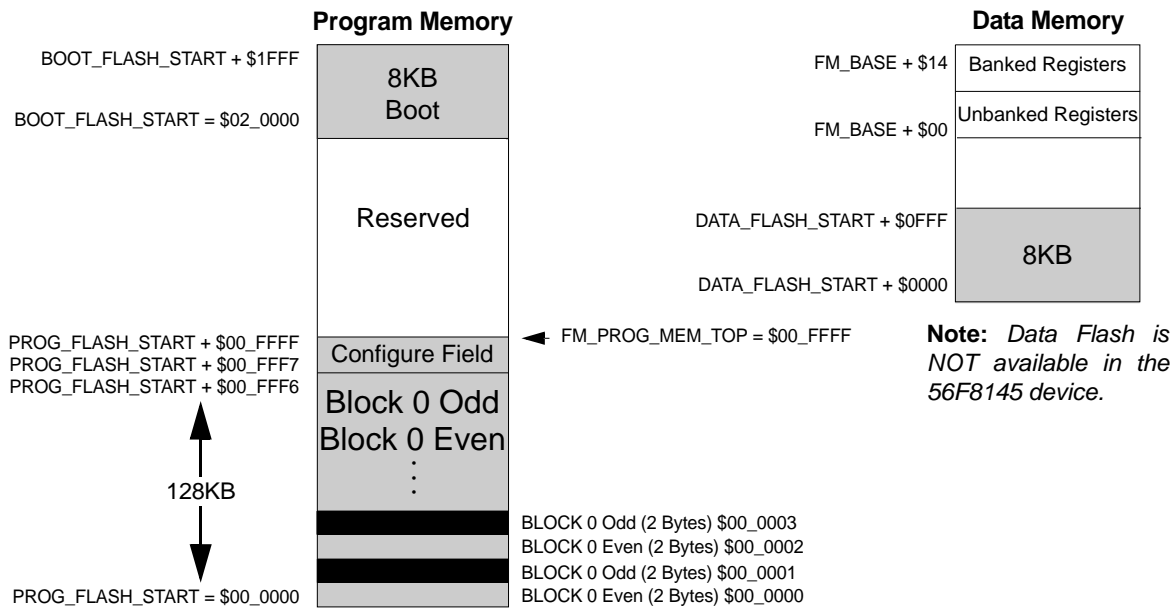 Program Memory
BOOT_FLASH_START + $1FFF
8KB
Boot
BOOT_FLASH_START = $02_0000
Reserved
PROG_FLASH_START + $00_FFFF
FM_PROG_MEM_TOP = $00_FFFF
Configure Field
PROG_FLASH_START + $00_FFF7
PROG_FLASH_START + $00_FFF6
Block 0 Odd
Block 0 Even
128KB
BLOCK 0 Odd (2 Bytes) $00_0003
BLOCK 0 Even (2 Bytes) $00_0002
BLOCK 0 Odd (2 Bytes) $00_0001
PROG_FLASH_START = $00_0000
BLOCK 0 Even (2 Bytes) $00_0000
Data Memory
FM_BASE + $14
Banked Registers
Unbanked Registers
FM_BASE + $00
DATA_FLASH_START + $0FFF
8KB
DATA_FLASH_START + $0000
Note: Data Flash is
NOT available in the
56F8145 device.